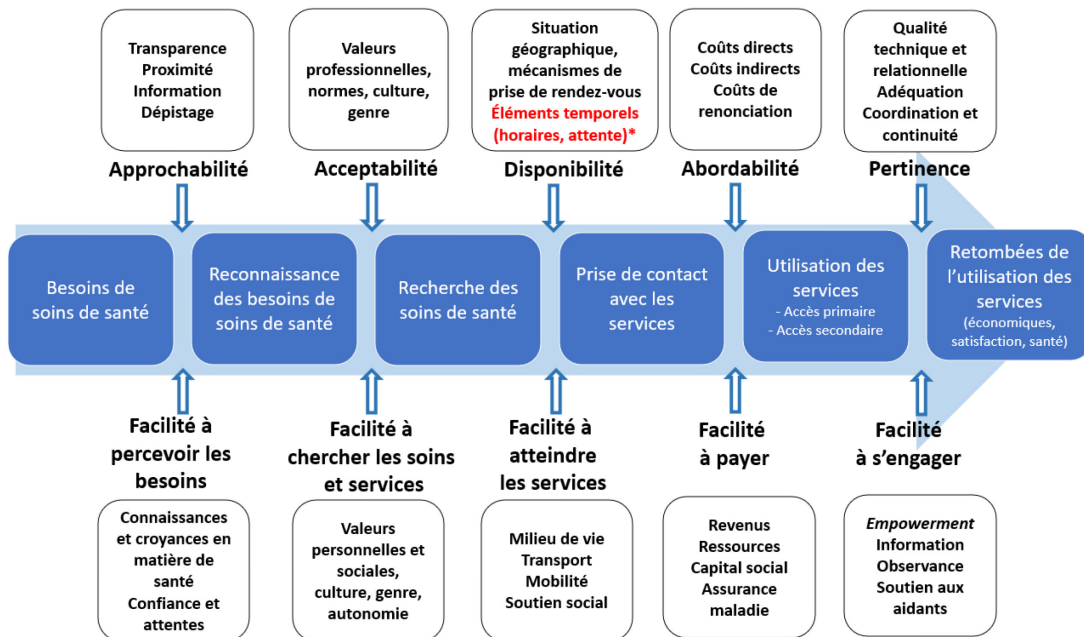 Transparence
Proximité
Information
Dépistage
Valeurs
professionnelles,
normes, culture,
genre
Situation
géographique,
mécanismes de
prise de rendez-vous
Éléments temporels
(horaires, attente)*
Coûts directs
Coûts indirects
Coûts de
renonciation
Qualité
technique et
relationnelle
Adéquation
Coordination et
continuité
Approchabilité
Acceptabilité
Disponibilité
Abordabilité
Pertinence
Besoins de
soins de santé
Reconnaissance
des besoins de
soins de santé
Recherche des
soins de santé
Prise de contact
avec les
services
Utilisation des
services
- Accès primaire
- Accès secondaire
Retombées de
l’utilisation des
services
(économiques,
satisfaction, santé)
Facilité à
percevoir les
besoins
Facilité à
chercher les soins
et services
Facilité à
atteindre
les services
Facilité
à payer
Facilité
à s’engager
Connaissances
et croyances en
matière de
santé
Confiance et
attentes
Valeurs
personnelles et
sociales,
culture, genre,
autonomie
Milieu de vie
Transport
Mobilité
Soutien social
Revenus
Ressources
Capital social
Assurance
maladie
Empowerment
Information
Observance
Soutien aux
aidants